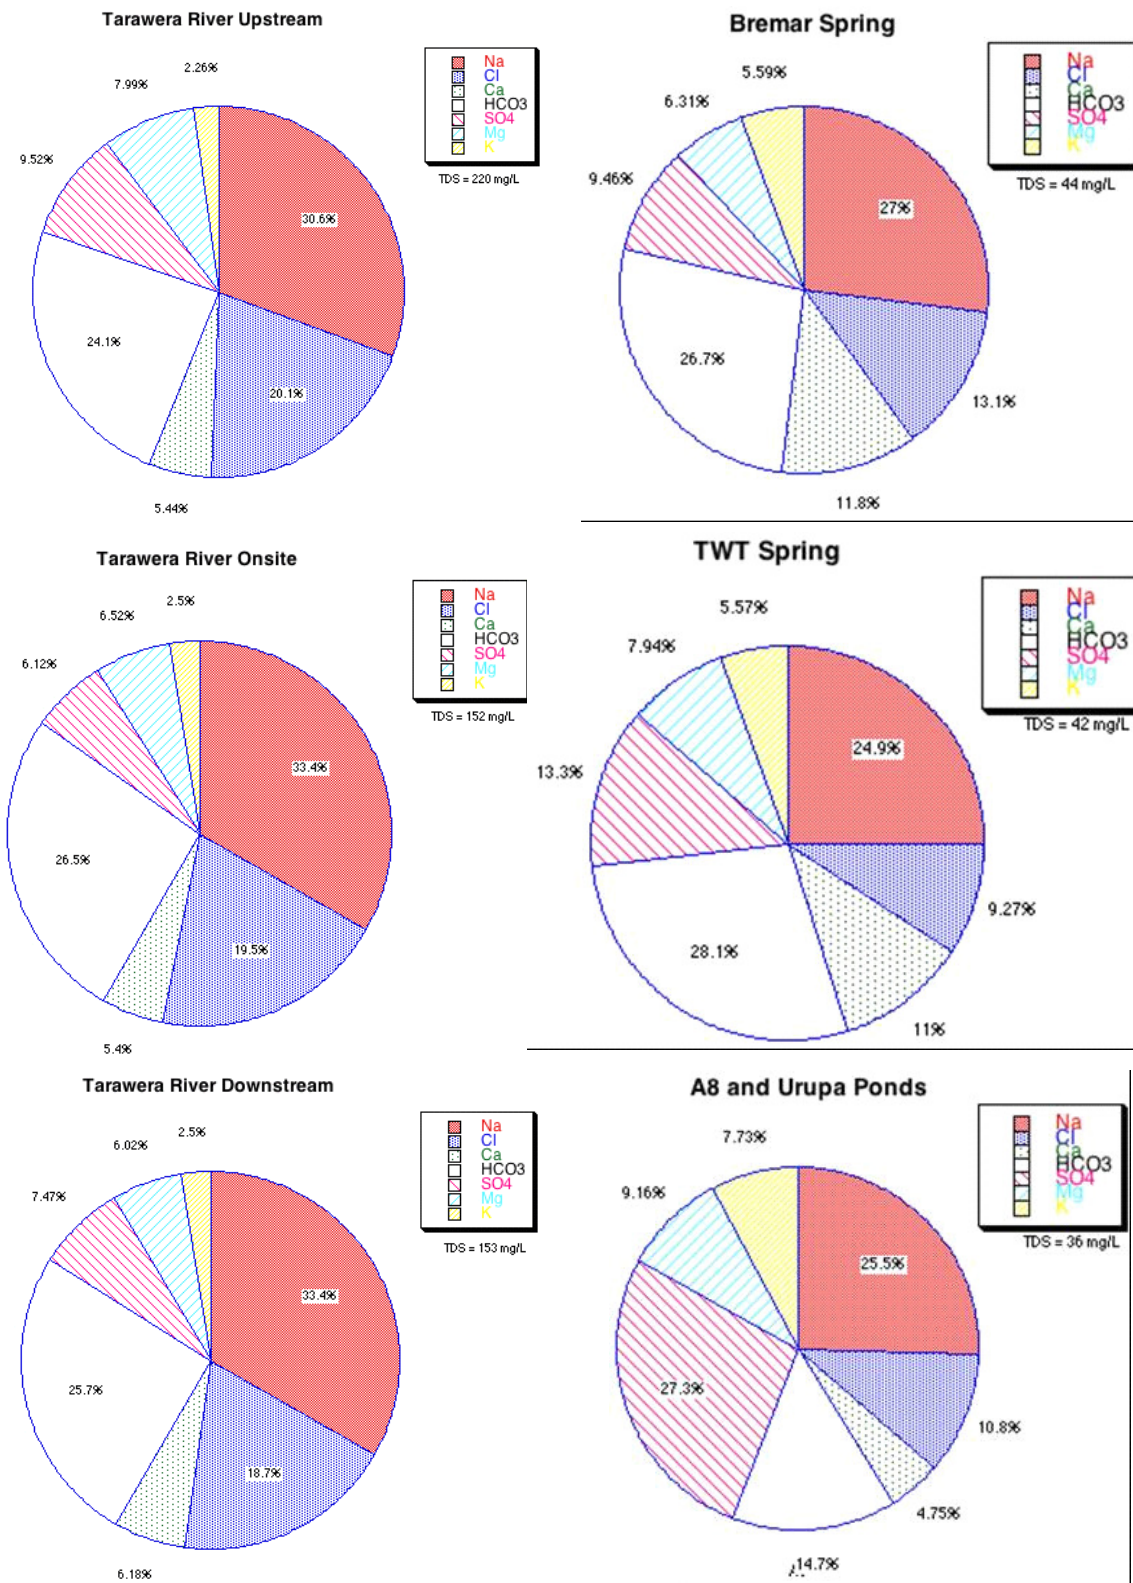 Tarawera River Upstream
2.26%
7.99%
9.52%
30.6%
24.1%
20.1%
5.44%
Na
Cl
Ca
HCO3
SO4
Mg
K
TDS = 220 mg/L
Bremar Spring
5.59%
6.31%
9.46%
27%
26.7%
13.1%
11.8%
Na
Cl
Ca
HCO3
SO4
Mg
K
TDS = 44 mg/L
Tarawera River Onsite
2.5%
6.52%
6.12%
33.4%
26.5%
19.5%
5.4%
Na
Cl
Ca
HCO3
SO4
Mg
K
TDS = 152 mg/L
TWT Spring
5.57%
7.94%
13.3%
24.9%
28.1%
9.27%
11%
Na
Cl
Ca
HCO3
SO4
Mg
K
TDS = 42 mg/L
Tarawera River Downstream
2.5%
6.02%
7.47%
33.4%
25.7%
18.7%
6.18%
Na
Cl
Ca
HCO3
SO4
Mg
K
TDS = 153 mg/L
A8 and Urupa Ponds
7.73%
9.16%
25.5%
27.3%
10.8%
4.75%
14.7%
Na
Cl
Ca
HCO3
SO4
Mg
K
TDS = 36 mg/L